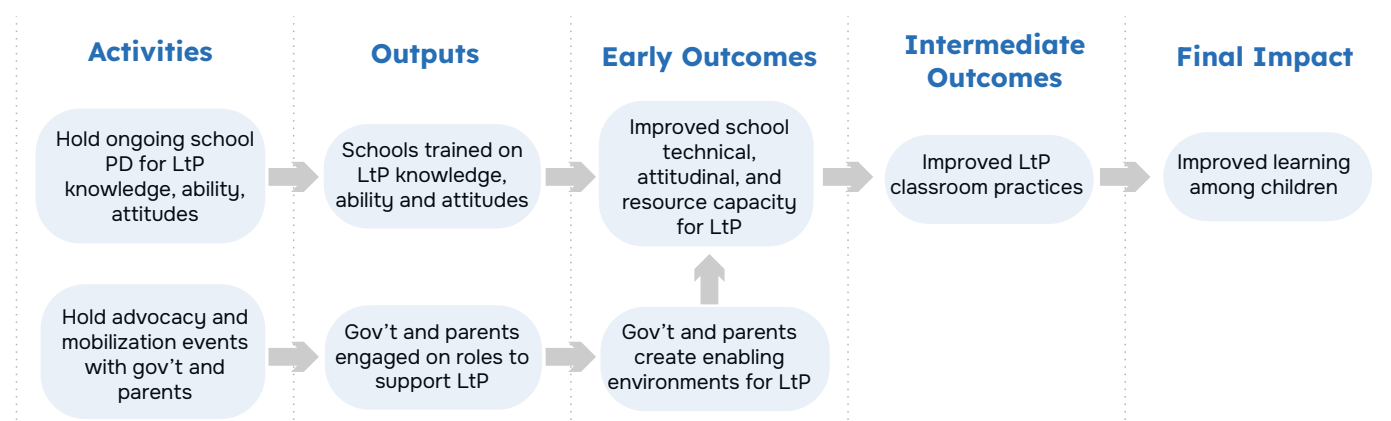 Activities
Outputs
Early Outcomes
Intermediate
Outcomes
Final Impact
Hold ongoing school
PD for LtP
knowledge, ability,
attitudes
Schools trained on
LtP knowledge,
ability and attitudes
Improved school
technical,
attitudinal, and
resource capacity
for LtP
Improved LtP
classroom practices
Improved learning
among children
Hold advocacy and
mobilization events
with gov’t and
parents
Gov’t and parents
engaged on roles to
support LtP
Gov’t and parents
create enabling
environments for LtP